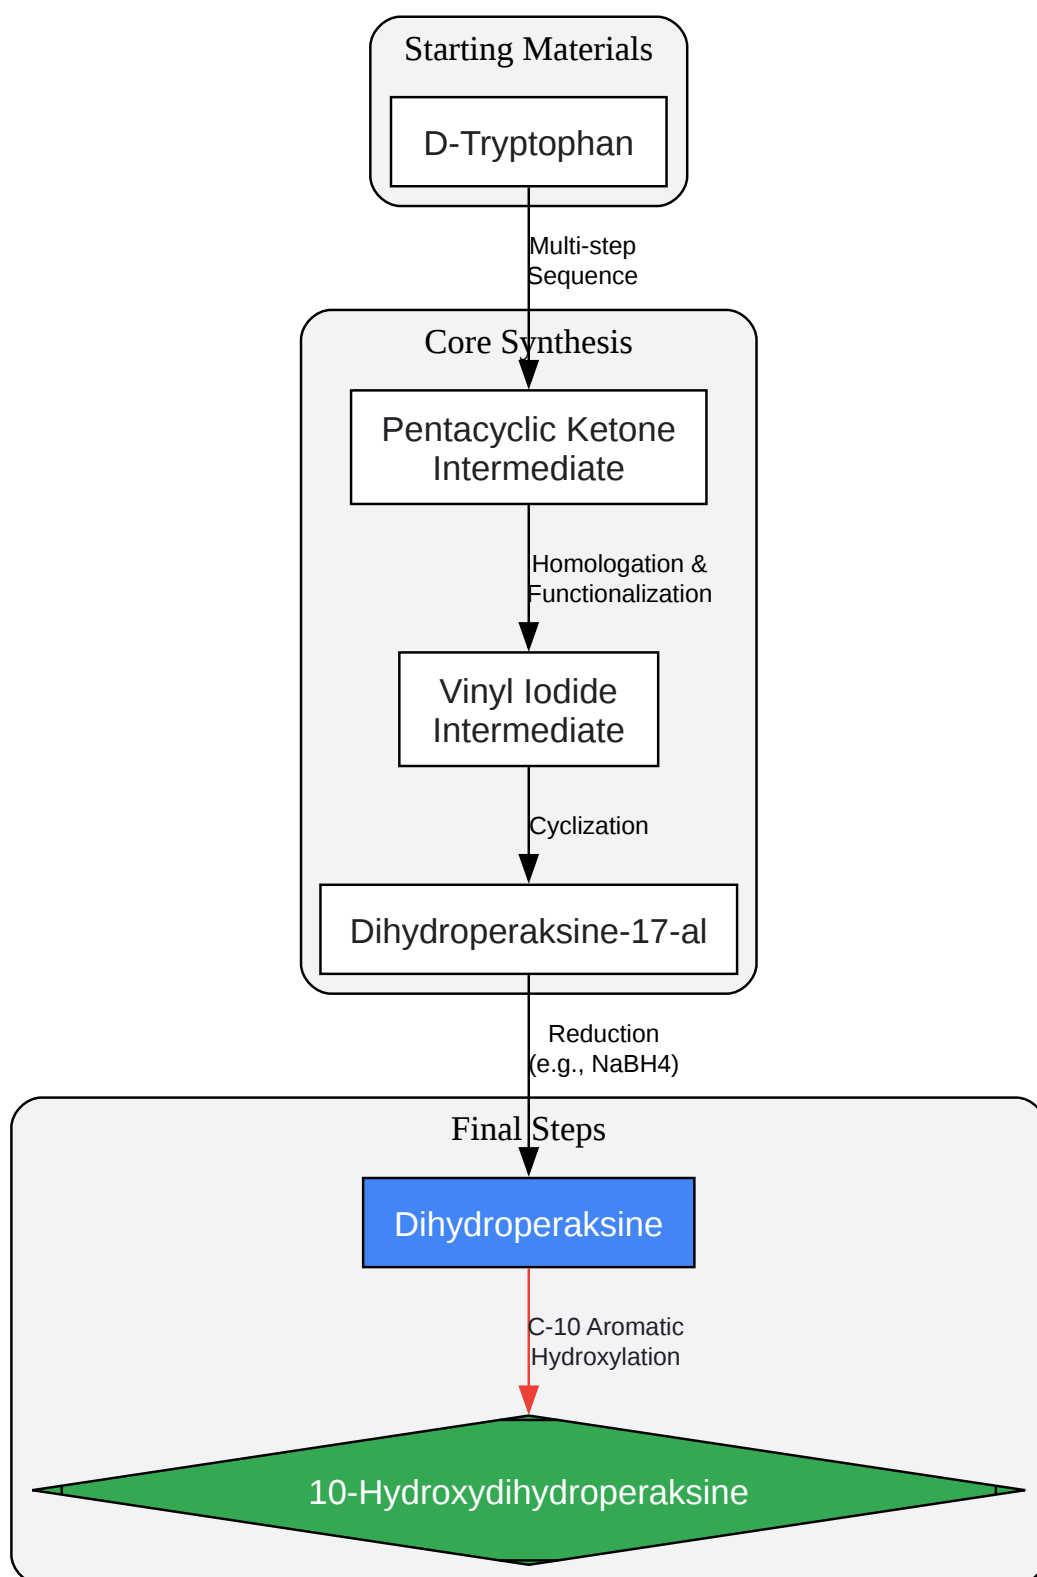 Starting Materials
D-Tryptophan
Multi-step
Sequence
Core Synthesis
Pentacyclic Ketone
Intermediate
Homologation &
Functionalization
Vinyl Iodide
Intermediate
Cyclization
Dihydroperaksine-17-al
Reduction
(e.g., NaBH4)
Final Steps
Dihydroperaksine
C-10 Aromatic
Hydroxylation
10-Hydroxydihydroperaksine